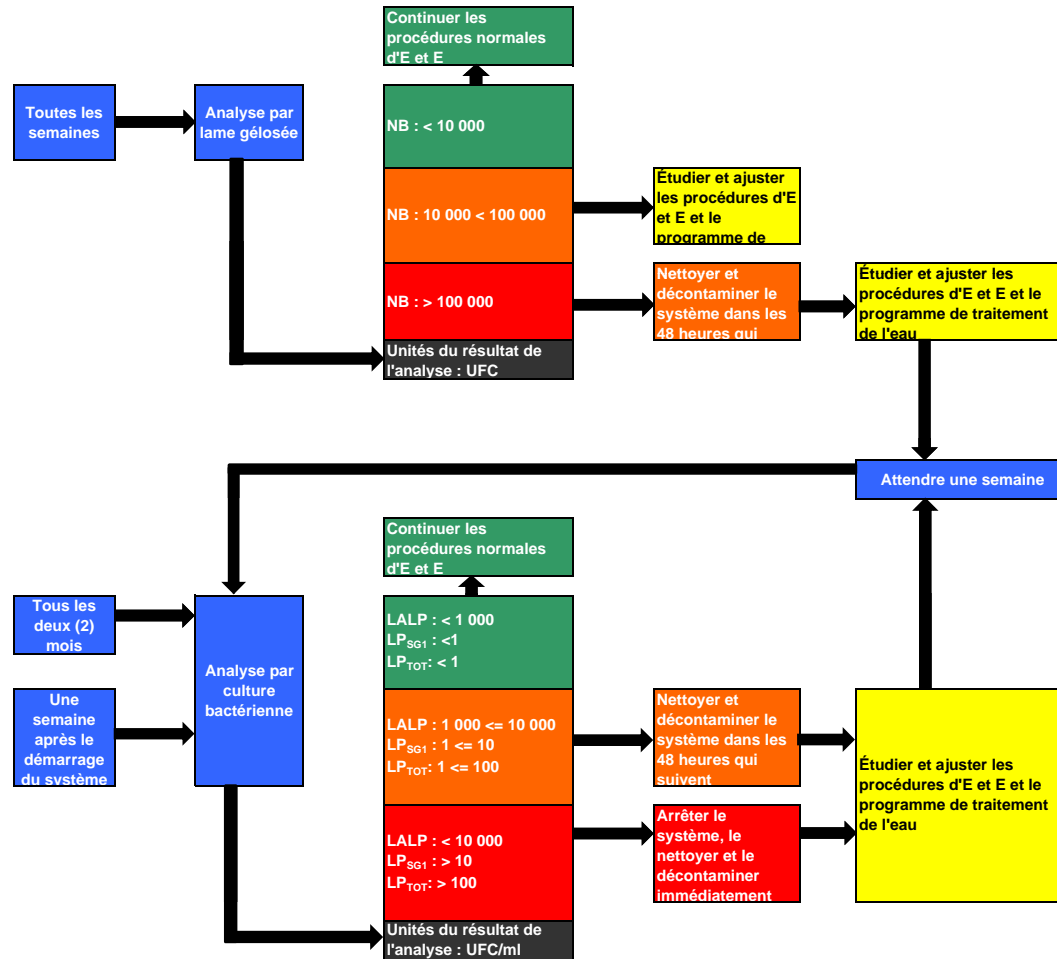 Continuer les
procédures normales
d'E et E
Toutes les
semaines
Analyse par
lame gélosée
NB : < 10 000
NB : 10 000 < 100 000
Étudier et ajuster
les procédures d'E
et E et le
programme de
NB : > 100 000
Nettoyer et
décontaminer le
système dans les
48 heures qui
Étudier et ajuster les
procédures d'E et E et le
programme de traitement
de l'eau
Unités du résultat de
l'analyse : UFC
Attendre une semaine
Continuer les
procédures normales
d'E et E
Tous les
deux (2)
mois
Une
semaine
après le
démarrage
du système
Analyse par
culture
bactérienne
LALP : < 1 000
LPSG1 : <1
LPTOT: < 1
LALP : 1 000 <= 10 000
LPSG1 : 1 <= 10
LPTOT: 1 <= 100
Nettoyer et
décontaminer le
système dans les
48 heures qui
suivent
LALP : < 10 000
LPSG1 : > 10
LPTOT: > 100
Arrêter le
système, le
nettoyer et le
décontaminer
immédiatement
Étudier et ajuster les
procédures d'E et E et le
programme de traitement
de l'eau
Unités du résultat de
l'analyse : UFC/ml